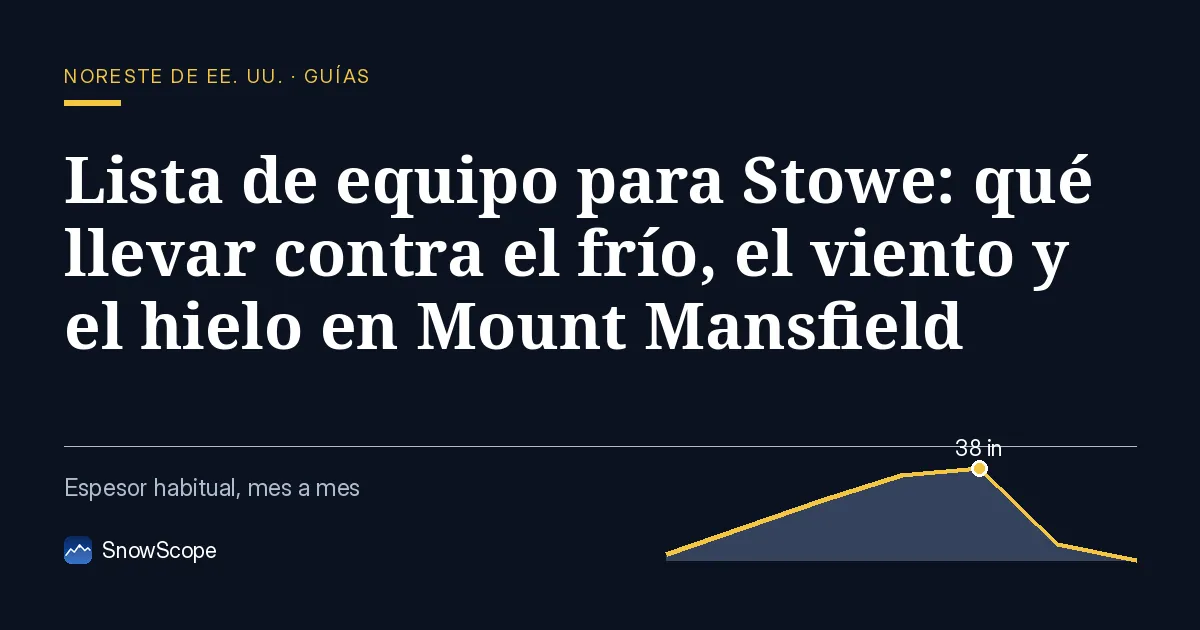 NORESTE DE EE. UU. · GUÍAS
Lista de equipo para Stowe: qué
llevar contra el frío, el viento y
el hielo en Mount Mansfield
38 in
Espesor habitual, mes a mes
SnowScope